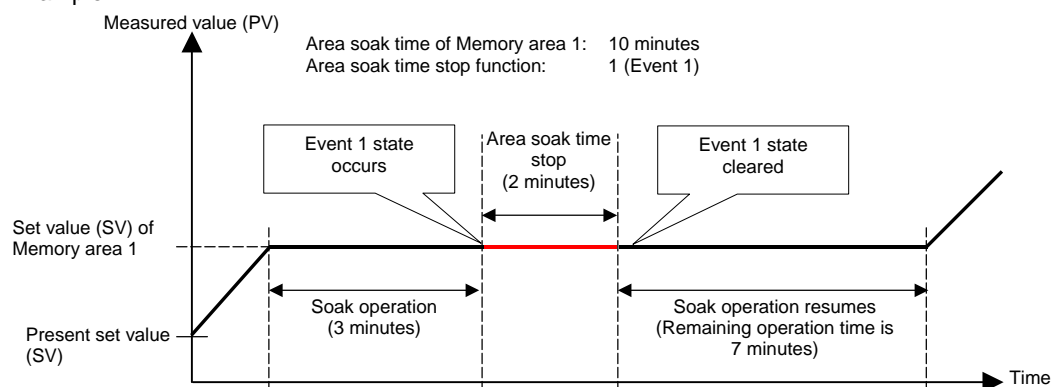 Measured value (PV)
Area soak time of Memory area 1: 10 minutes
Area soak time stop function: 1 (Event 1)
Event 1 state
occurs
Area soak time
stop
(2 minutes)
Event 1 state
cleared
Set value (SV) of
Memory area 1
Soak operation
(3 minutes)
Soak operation resumes
(Remaining operation time is
7 minutes)
Present set value
(SV)
Time